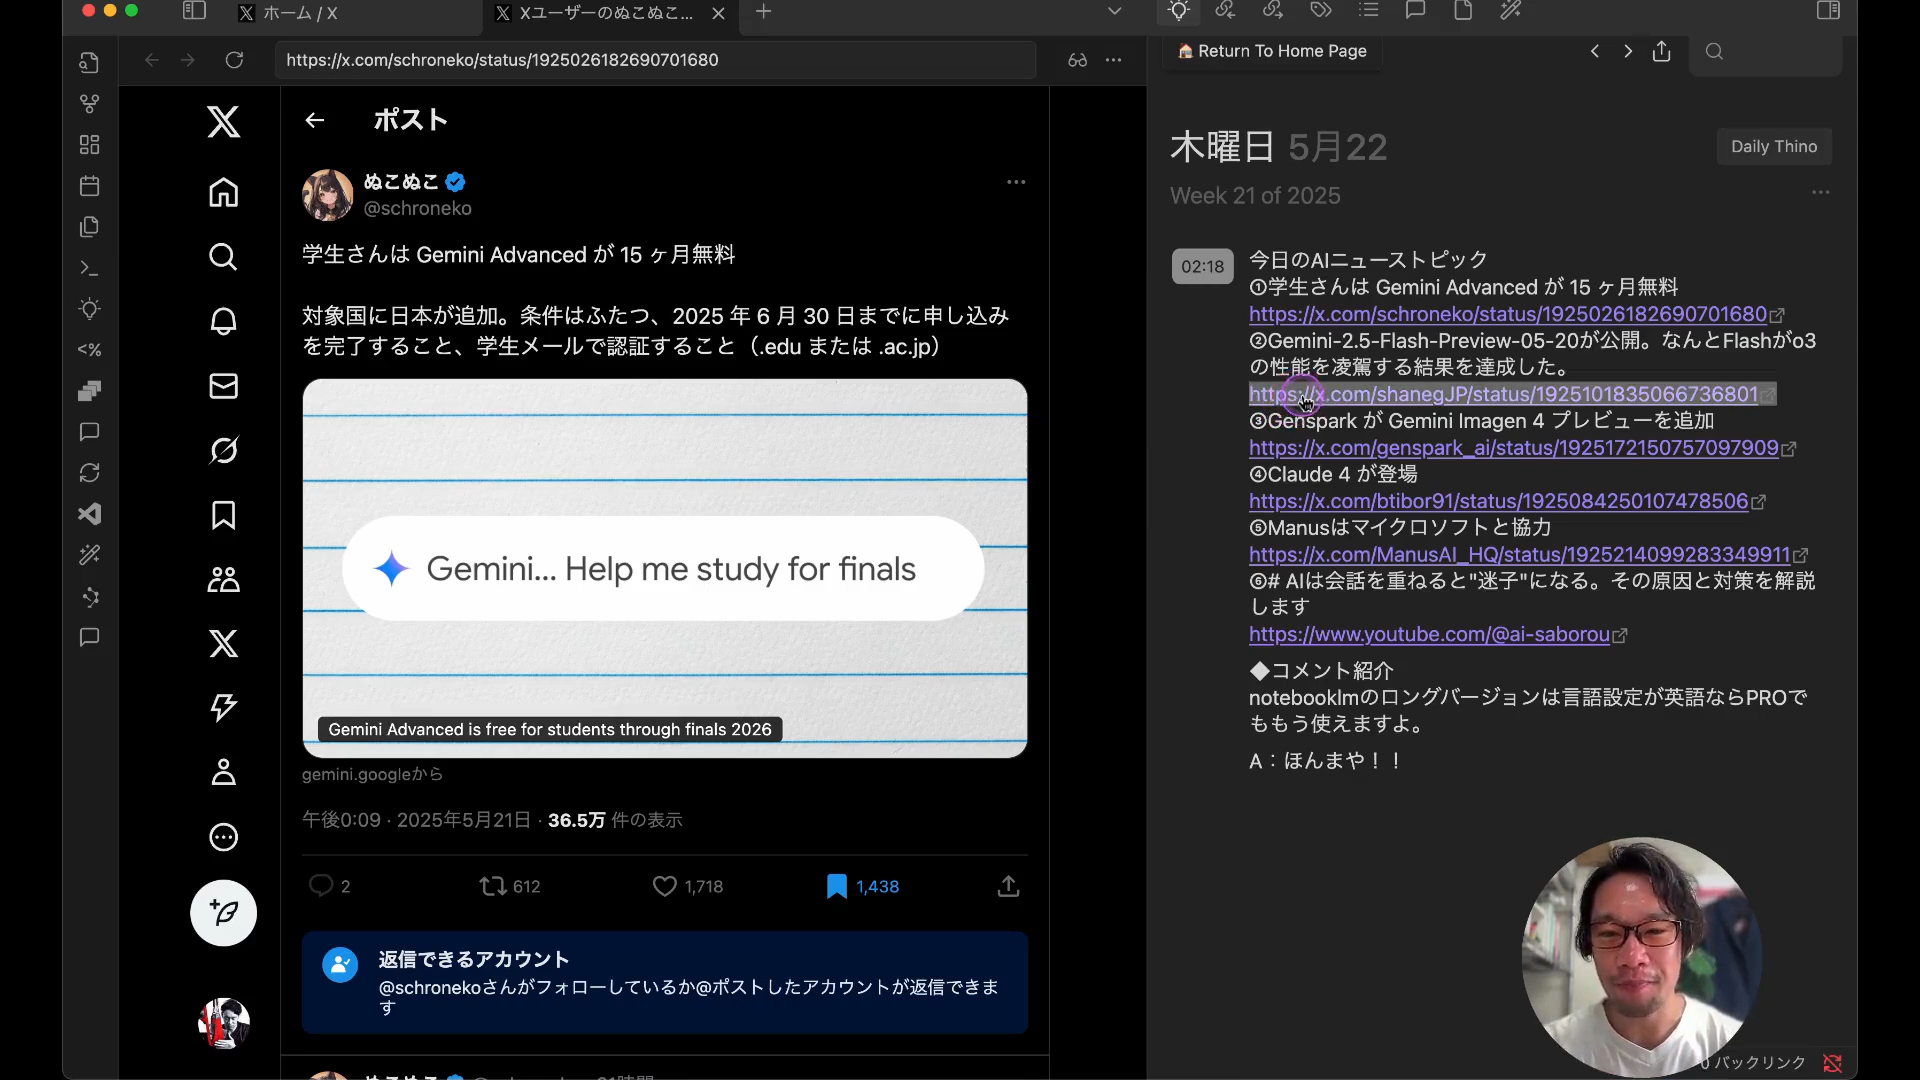 ホーム / X
Xユーザーのぬこぬこ...
https://x.com/schroneko/status/1925026182690701680
Return To Home Page
ポスト
ぬこぬこ
@schroneko
学生さんは Gemini Advanced が 15 ヶ月無料
対象国に日本が追加。条件はふたつ、2025 年 6 月 30 日までに申し込み
を完了すること、学生メールで認証すること（.edu または .ac.jp）
Gemini... Help me study for finals
Gemini Advanced is free for students through finals 2026
gemini.googleから
午後0:09 · 2025年5月21日 · 36.5万 件の表示
2
612
1,718
1,438
返信できるアカウント
@schronekoさんがフォローしているか@ポストしたアカウントが返信できま
す
木曜日 5月22
Daily Thino
Week 21 of 2025
02:18
今日のAIニューストピック
①学生さんは Gemini Advanced が 15 ヶ月無料
https://x.com/schroneko/status/1925026182690701680
②Gemini-2.5-Flash-Preview-05-20が公開。なんとFlashがo3
の性能を凌駕する結果を達成した。
https://x.com/shanegJP/status/1925101835066736801
③Genspark が Gemini Imagen 4 プレビューを追加
https://x.com/genspark_ai/status/1925172150757097909
④Claude 4 が登場
https://x.com/btibor91/status/1925084250107478506
⑤Manusはマイクロソフトと協力
https://x.com/ManusAI_HQ/status/1925214099283349911
⑥# AIは会話を重ねると"迷子"になる。その原因と対策を解説
します
https://www.youtube.com/@ai-saborou
◆コメント紹介
notebooklmのロングバージョンは言語設定が英語ならPROで
ももう使えますよ。
A：ほんまや！！
0 バックリンク